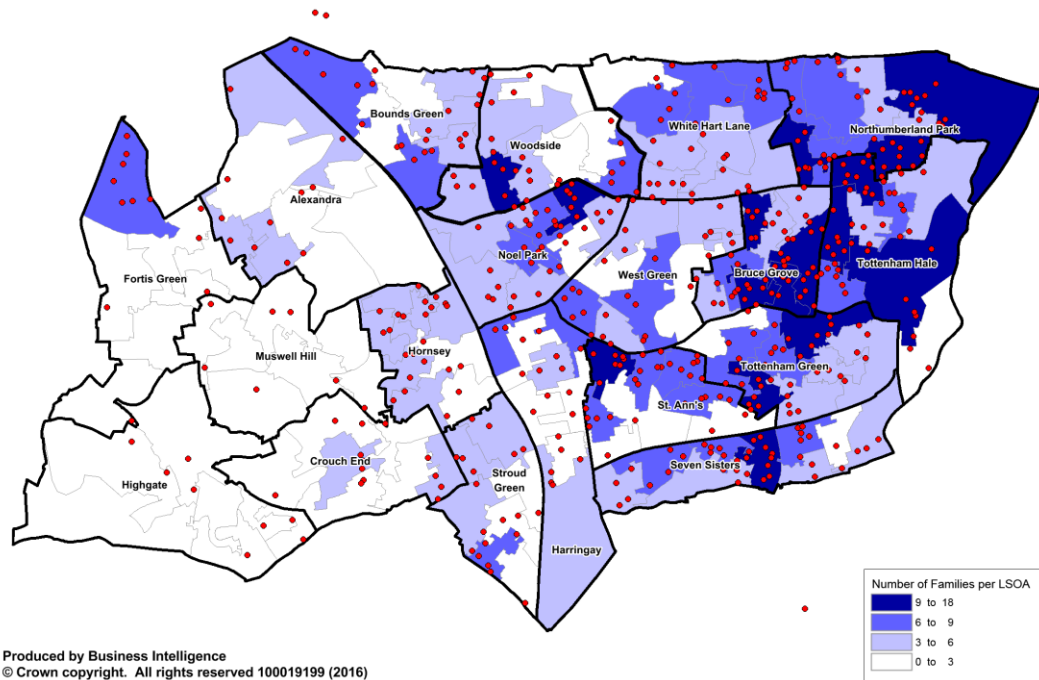 Bounds Green
White Hart Lane
Northumberland Park
Woodside
Alexandra
Noel Park
Tottenham Hale
Fortis Green
West Green
Bruce Grove
Muswell Hill
Hornsey
Tottenham Green
St. Ann's
Crouch End
Seven Sisters
Stroud
Green
Highgate
Harringay
Number of Families per LSOA
9 to 18
6 to 9
3 to 6
0 to 3
Produced by Business Intelligence
© Crown copyright. All rights reserved 100019199 (2016)